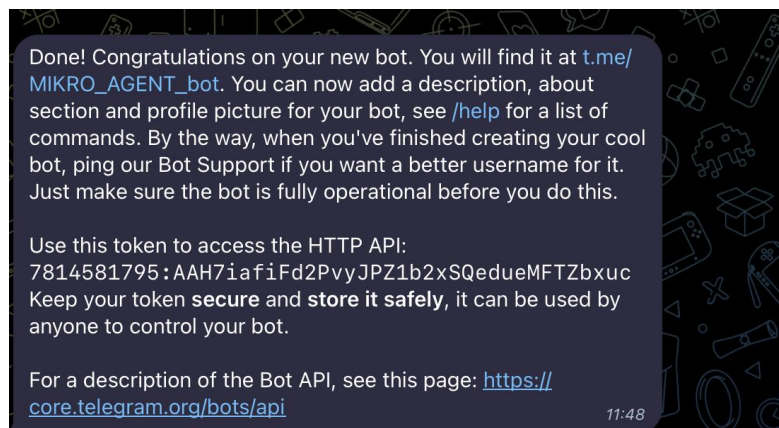 Done! Congratulations on your new bot. You will find it at t.me/
MIKRO_AGENT_bot. You can now add a description, about
section and profile picture for your bot, see /help for a list of
commands. By the way, when you've finished creating your cool
bot, ping our Bot Support if you want a better username for it.
Just make sure the bot is fully operational before you do this.
Use this token to access the HTTP API:
7814581795:AAH7iafiFd2PvyJPZ1b2xSQedueMFTZbxuc
Keep your token secure and store it safely, it can be used by
anyone to control your bot.
For a description of the Bot API, see this page: https://
core.telegram.org/bots/api
11:48